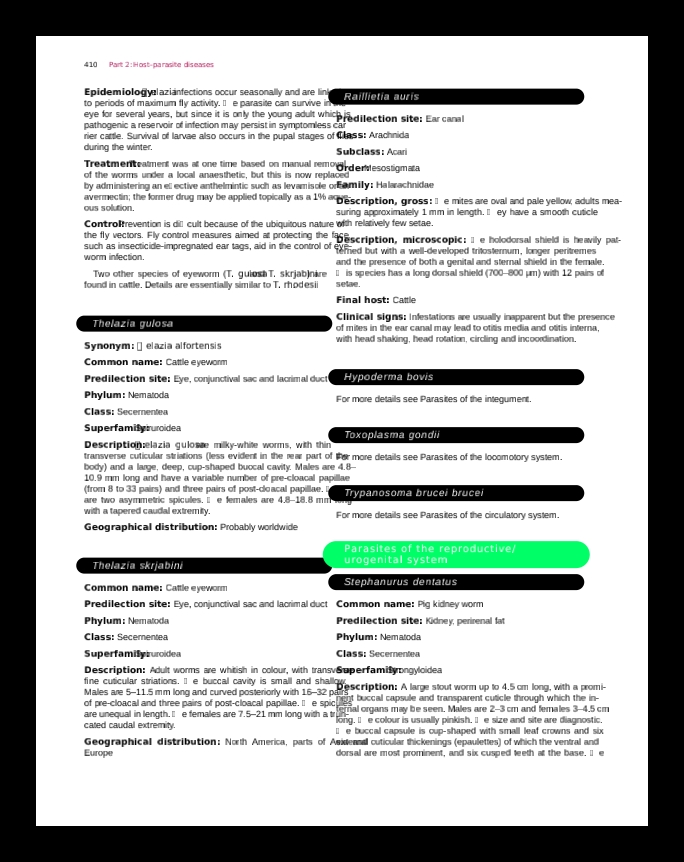 410 Part 2: Host-parasite diseases
Epidemiology: elazia infections occur seasonally and are linked
to periods of maximum fly activity. e parasite can survive in the
eye for several years, but since it is only the young adult which is
pathogenic a reservoir of infection may persist in symptomless car
rier cattle. Survival of larvae also occurs in the pupal stages of flies
during the winter.
Treatment: Treatment was at one time based on manual removal
of the worms under a local anaesthetic, but this is now replaced
by administering an e ective anthelmintic such as levamisole or an
avermectin; the former drug may be applied topically as a 1% aque-
ous solution.
Control: Prevention is di cult because of the ubiquitous nature of
the fly vectors. Fly control measures aimed at protecting the face,
such as insecticide-impregnated ear tags, aid in the control of eye-
worm infection.
Two other species of eyeworm (T. gulosa and T. skrjabini) are
found in cattle. Details are essentially similar to T. rhodesii
Thelazia gulosa
Synonym: elazia alfortensis
Common name: Cattle eyeworm
Predilection site: Eye, conjunctival sac and lacrimal duct
Phylum: Nematoda
Class: Secernentea
Superfamily: Spiruroidea
Description: elazia gulosa are milky-white worms, with thin
transverse cuticular striations (less evident in the rear part of the
body) and a large, deep, cup-shaped buccal cavity. Males are 4.8–
10.9 mm long and have a variable number of pre-cloacal papillae
(from 8 to 33 pairs) and three pairs of post-cloacal papillae.
are two asymmetric spicules. e females are 4.8–18.8 mm long
with a tapered caudal extremity.
Geographical distribution: Probably worldwide
Thelazia skrjabini
Common name: Cattle eyeworm
Predilection site: Eye, conjunctival sac and lacrimal duct
Phylum: Nematoda
Class: Secernentea
Superfamily: Spiruroidea
Description: Adult worms are whitish in colour, with transverse
fine cuticular striations. e buccal cavity is small and shallow.
Males are 5–11.5 mm long and curved posteriorly with 16–32 pairs
of pre-cloacal and three pairs of post-cloacal papillae. e spicules
are unequal in length. e females are 7.5–21 mm long with a trun-
cated caudal extremity.
Geographical distribution: North America, parts of Asia and
Europe
Raillietia auris
Predilection site: Ear canal
Class: Arachnida
Subclass: Acari
Order: Mesostigmata
Family: Halarachnidae
Description, gross: e mites are oval and pale yellow, adults mea-
suring approximately 1 mm in length. ey have a smooth cuticle
with relatively few setae.
Description, microscopic: e holodorsal shield is heavily pat-
terned but with a well-developed tritosternum, longer peritremes
and the presence of both a genital and sternal shield in the female.
is species has a long dorsal shield (700–800 µm) with 12 pairs of
setae.
Final host: Cattle
Clinical signs: Infestations are usually inapparent but the presence
of mites in the ear canal may lead to otitis media and otitis interna,
with head shaking, head rotation, circling and incoordination.
Hypoderma bovis
For more details see Parasites of the integument.
Toxoplasma gondii
For more details see Parasites of the locomotory system.
Trypanosoma brucei brucei
For more details see Parasites of the circulatory system.
Parasites of the reproductive/
urogenital system
Stephanurus dentatus
Common name: Pig kidney worm
Predilection site: Kidney, perirenal fat
Phylum: Nematoda
Class: Secernentea
Superfamily: Strongyloidea
Description: A large stout worm up to 4.5 cm long, with a promi-
nent buccal capsule and transparent cuticle through which the in-
ternal organs may be seen. Males are 2–3 cm and females 3–4.5 cm
long. e colour is usually pinkish. e size and site are diagnostic.
e buccal capsule is cup-shaped with small leaf crowns and six
external cuticular thickenings (epaulettes) of which the ventral and
dorsal are most prominent, and six cusped teeth at the base. e